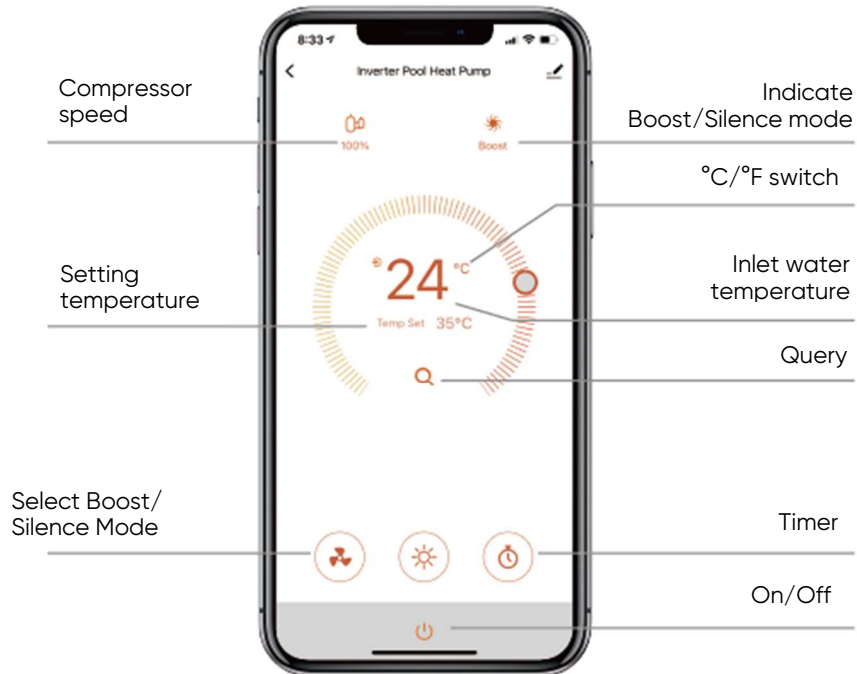 8:33
Inverter Pool Heat Pump
Compressor
speed
Indicate
Boost/Silence mode
100%
Boost
°C/°F switch
24 °C
Setting
temperature
Inlet water
temperature
Temp Set 35°C
Query
Select Boost/
Silence Mode
Timer
On/Off